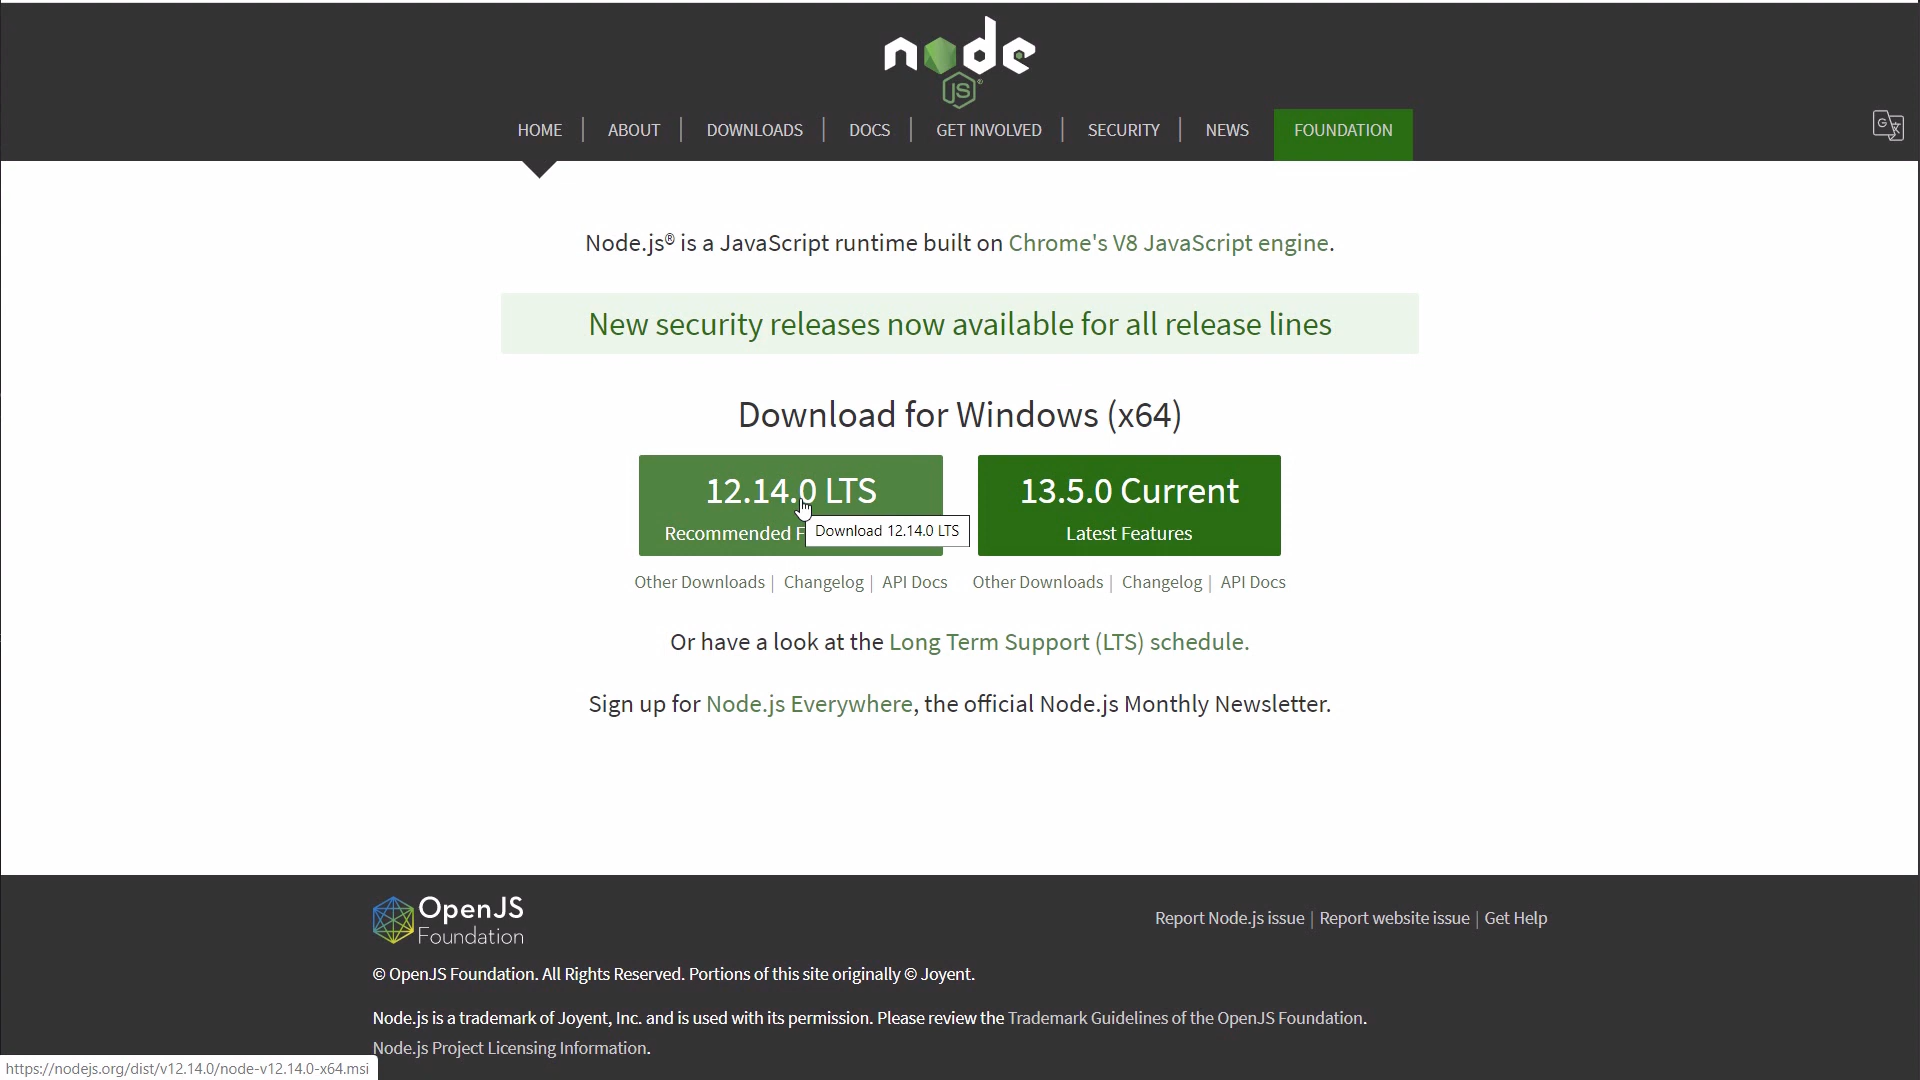 node
JS ®
HOME | ABOUT | DOWNLOADS | DOCS | GET INVOLVED | SECURITY | NEWS FOUNDATION
Node.js® is a JavaScript runtime built on Chrome's V8 JavaScript engine.
New security releases now available for all release lines
Download for Windows (x64)
12.14.0 LTS
Recommended F
Download 12.14.0 LTS
13.5.0 Current
Latest Features
Other Downloads | Changelog | API Docs
Other Downloads | Changelog | API Docs
Or have a look at the Long Term Support (LTS) schedule.
Sign up for Node.js Everywhere, the official Node.js Monthly Newsletter.
OpenJS
Foundation
Report Node.js issue | Report website issue | Get Help
© OpenJS Foundation. All Rights Reserved. Portions of this site originally © Joyent.
Node.js is a trademark of Joyent, Inc. and is used with its permission. Please review the Trademark Guidelines of the OpenJS Foundation.
Node.js Project Licensing Information.
https://nodejs.org/dist/v12.14.0/node-v12.14.0-x64.msi